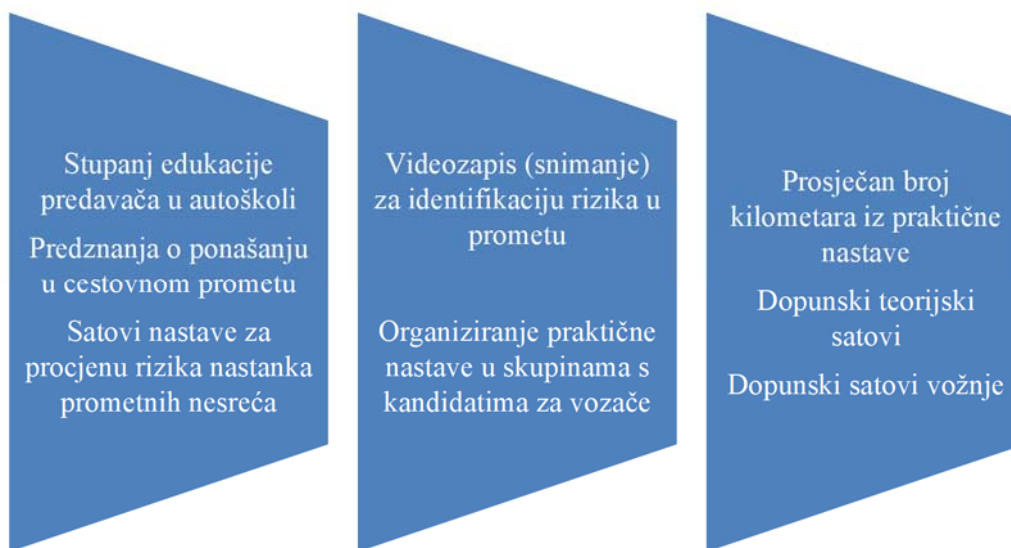 Stupanj edukacije
predavača u autoškoli
Predznanja o ponašanju
u cestovnom prometu
Satovi nastave za
procjenu rizika nastanka
prometnih nesreća
Videozapis (snimanje)
za identifikaciju rizika u
prometu
Organiziranje praktične
nastave u skupinama s
kandidatima za vozače
Prosječan broj
kilometara iz praktične
nastave
Dopunski teorijski
satovi
Dopunski satovi vožnje